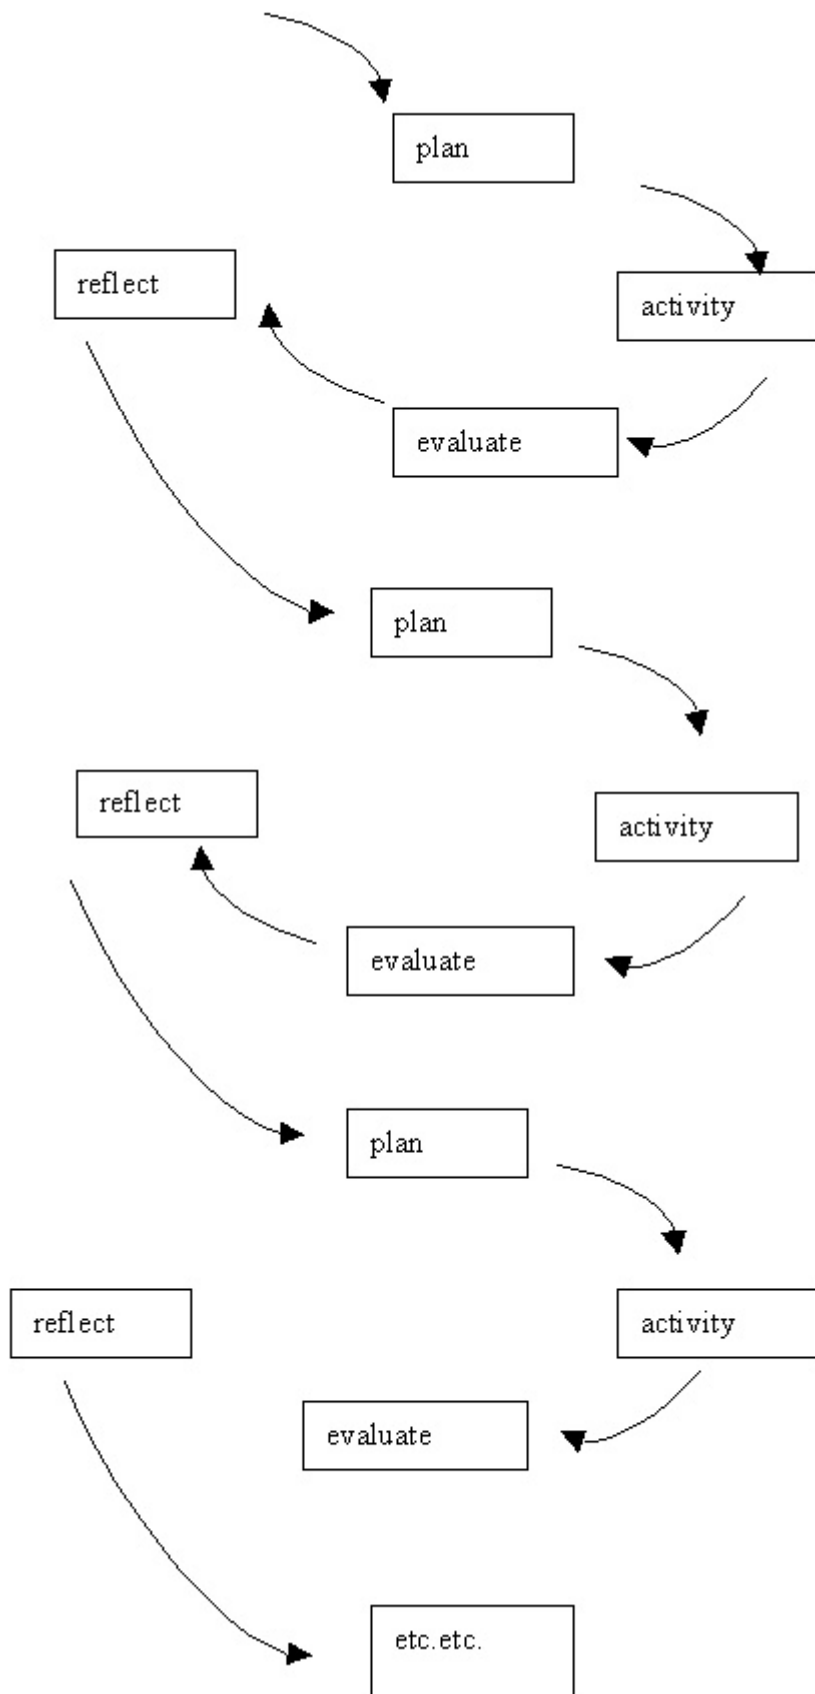 plan
reflect
activity
evaluate
plan
reflect
activity
evaluate
plan
reflect
activity
evaluate
etc.etc.